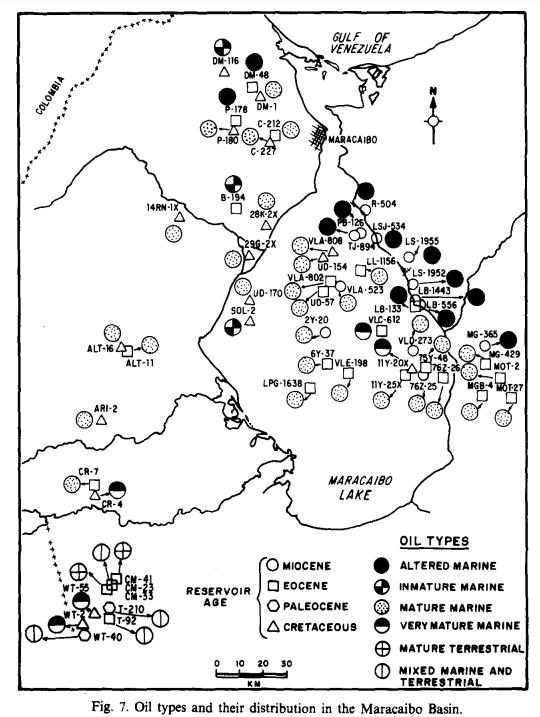 GULF OF
VENEZUELA
COLOMBIA
DM-116
DM-48
DM-1
P-178
P-180
C-212
C-227
MARACAIBO
N
B-194
14RN-1X
28K-2X
29G-2X
R-504
PB-126
LSJ-534
TJ-894
VLA-808
UD-154
LS-1955
LL-1156
LS-1952
VLA-802
VLA-523
LB-1443
UD-57
LB-133
LB-556
UD-170
SOL-2
2Y-20
VLC-612
MG-365
VLD-273
MG-429
ALT-16
ALT-11
6Y-37
VLE-198
11Y-20X
15Y-48
76Z-26
MOT-2
LPG-1638
11Y-25X
76Z-25
MGB-4
MOT-27
ARI-2
MARACAIBO
LAKE
CR-7
CR-4
WT-55
CM-41
CM-23
CM-33
T-210
T-92
WT-40
RESERVOIR
AGE
MIOCENE
EOCENE
PALEOCENE
CRETACEOUS
0 10 20 30
KM
OIL TYPES
ALTERED MARINE
INMATURE MARINE
MATURE MARINE
VERY MATURE MARINE
MATURE TERRESTRIAL
MIXED MARINE AND
TERRESTRIAL
Fig. 7. Oil types and their distribution in the Maracaibo Basin.